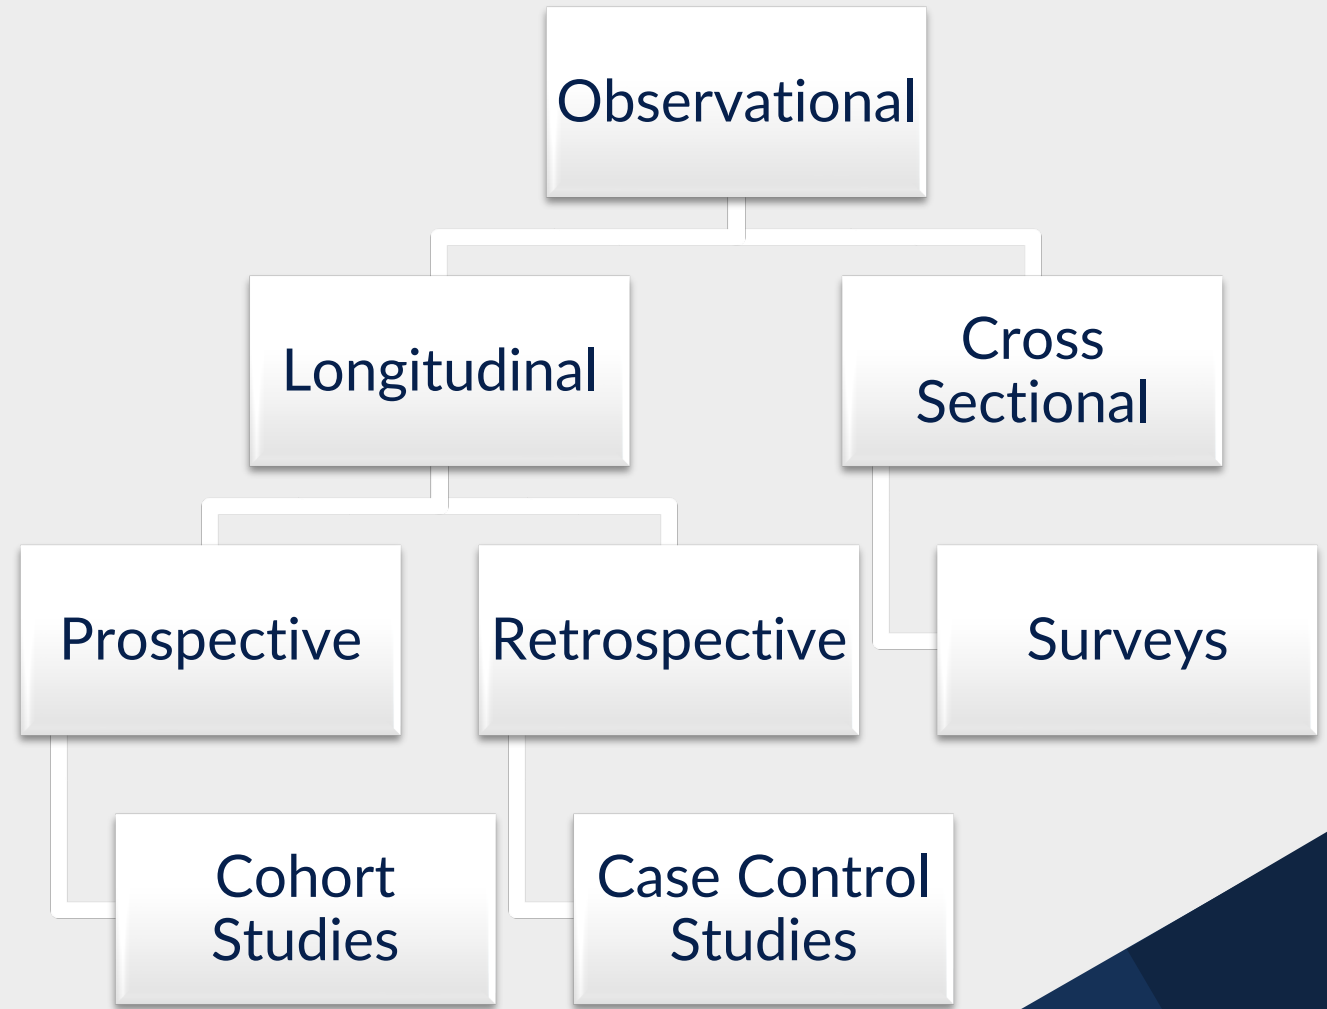 Observational
Longitudinal
Cross
Sectional
Prospective
Retrospective
Surveys
Cohort
Studies
Case Control
Studies